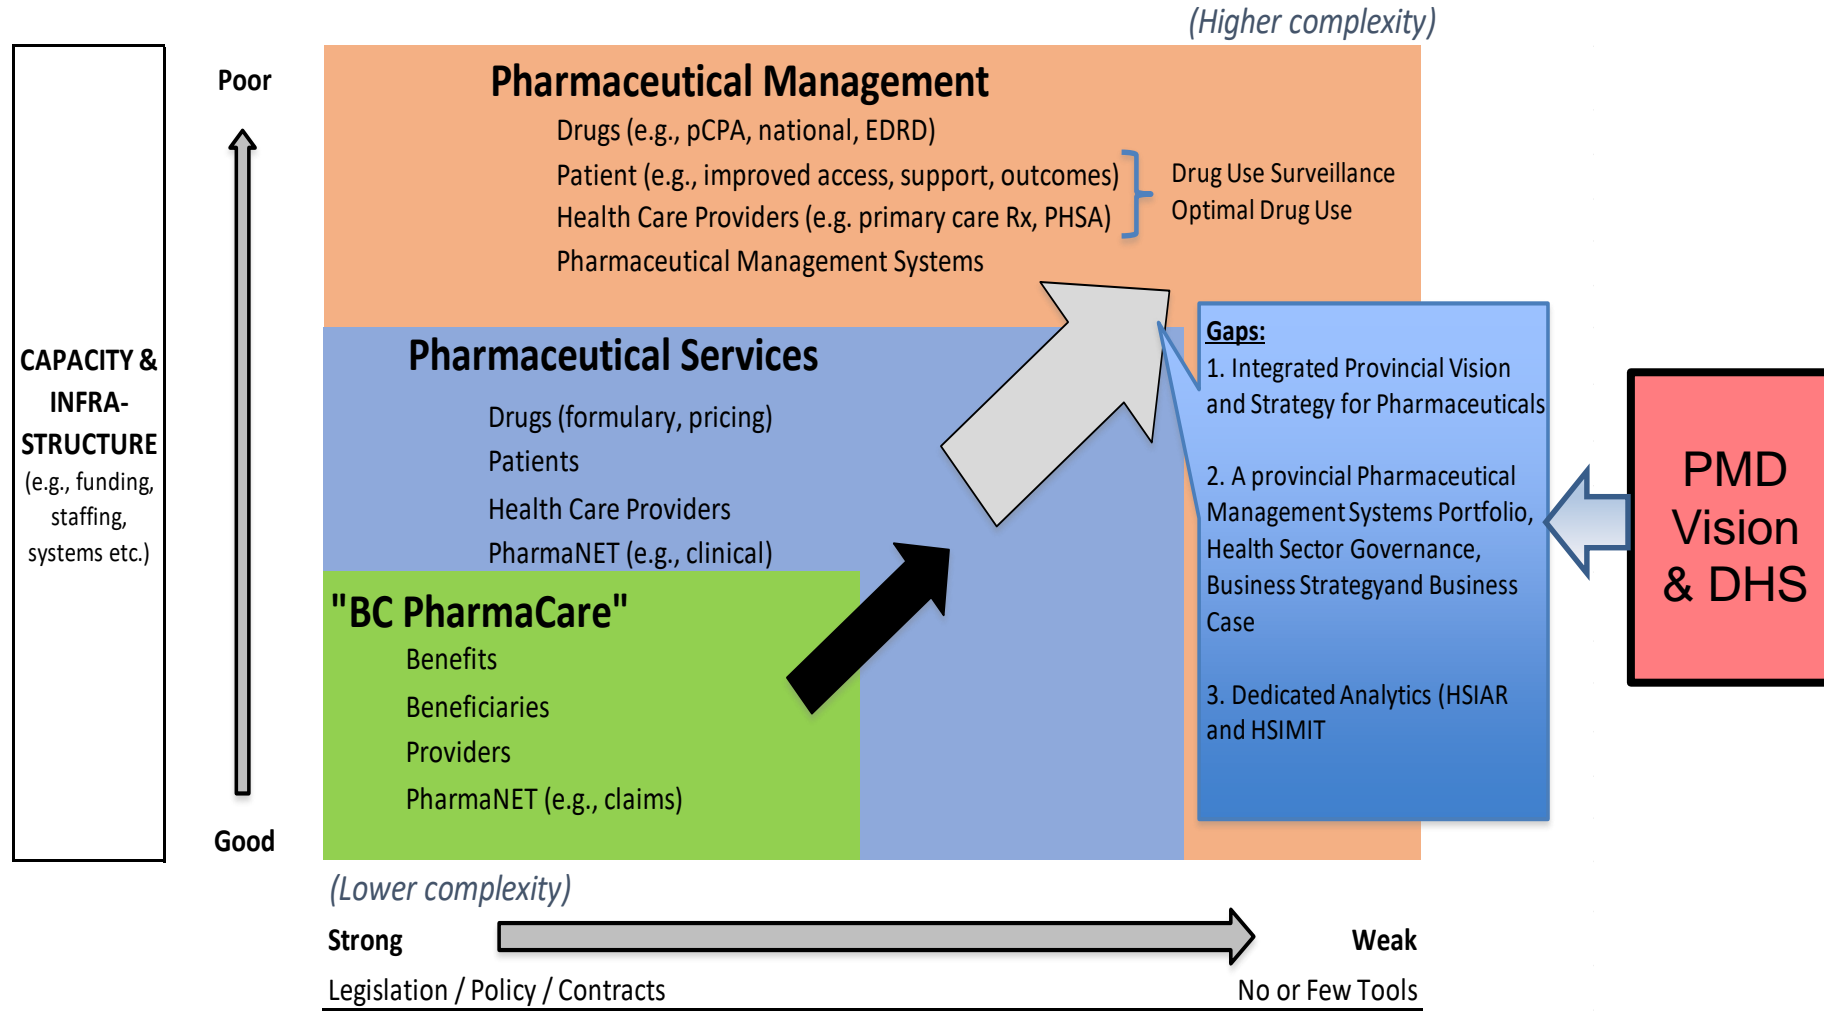 (Higher complexity)
Poor
Pharmaceutical Management
Drugs (e.g., pCPA, national, EDRD)
Patient (e.g., improved access, support, outcomes)
Health Care Providers (e.g. primary care Rx, PHSA)
Pharmaceutical Management Systems
Drug Use Surveillance
Optimal Drug Use
CAPACITY &
INFRA-
STRUCTURE
(e.g., funding,
staffing,
systems etc.)
Pharmaceutical Services
Drugs (formulary, pricing)
Patients
Health Care Providers
PharmaNET (e.g., clinical)
"BC PharmaCare"
Benefits
Beneficiaries
Providers
PharmaNET (e.g., claims)
Gaps:
1. Integrated Provincial Vision
and Strategy for Pharmaceuticals
2. A provincial Pharmaceutical
Management Systems Portfolio,
Health Sector Governance,
Business Strategyand Business
Case
3. Dedicated Analytics (HSIAR
and HSIMIT
PMD
Vision
& DHS
Good
(Lower complexity)
Strong
Weak
Legislation / Policy / Contracts
No or Few Tools